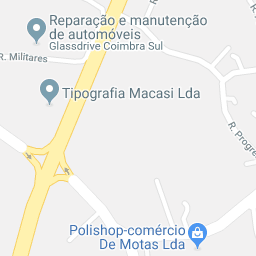 Reparação e manutenção
de automóveis
Glassdrive Coimbra Sul
R. Militares
Tipografia Macasi Lda
R. Progre
Polishop-comércio
De Motas Lda